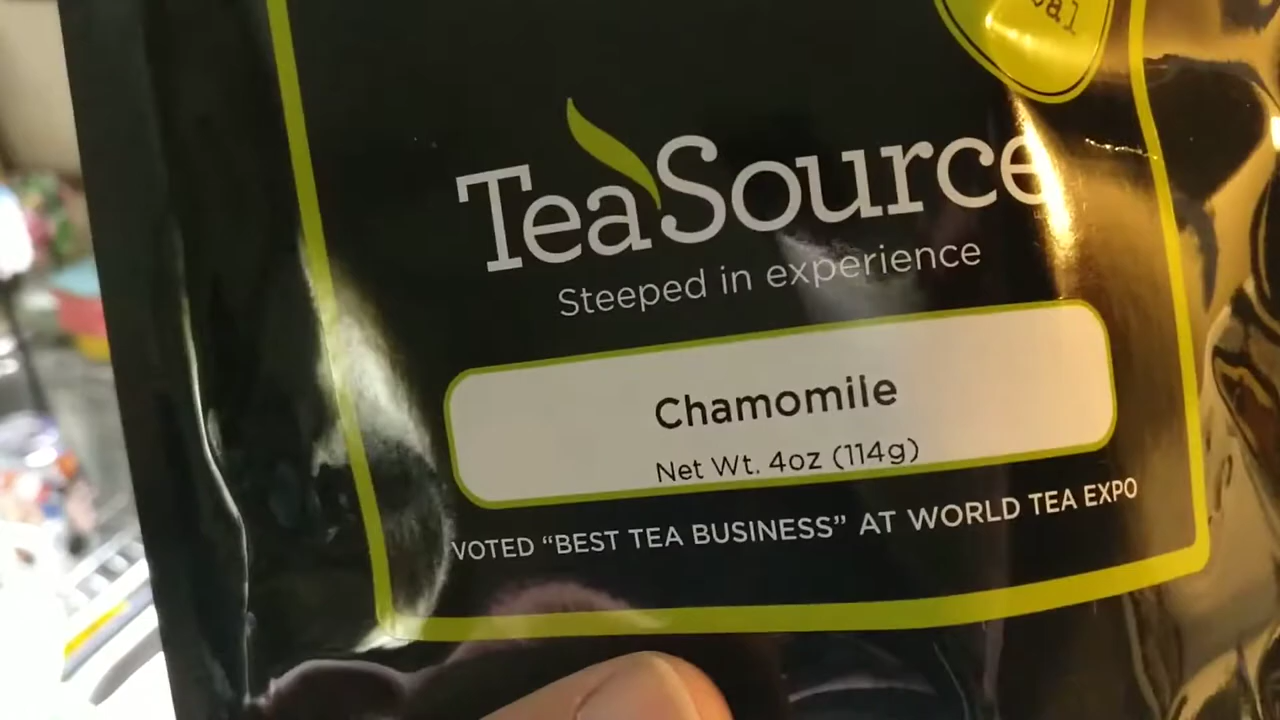 TeaSource
Steeped in experience
Chamomile
Net Wt. 4oz (114g)
VOTED “BEST TEA BUSINESS” AT WORLD TEA EXPO